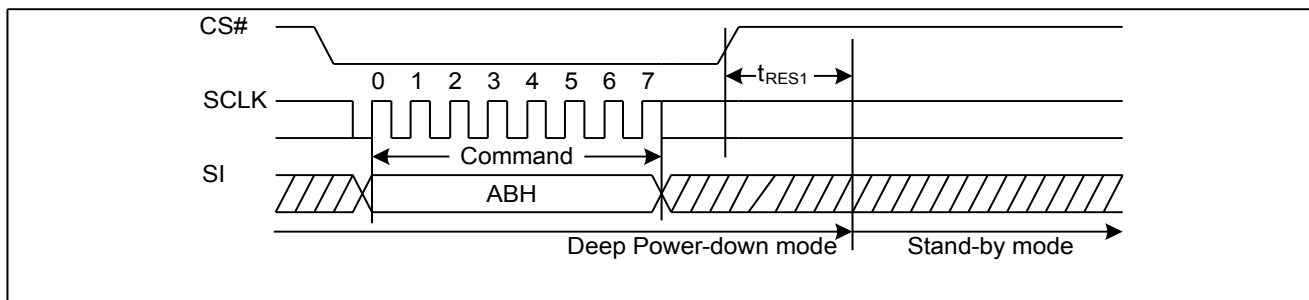 CS#
tRES1
0 1 2 3 4 5 6 7
SCLK
Command
SI
ABH
Deep Power-down mode Stand-by mode